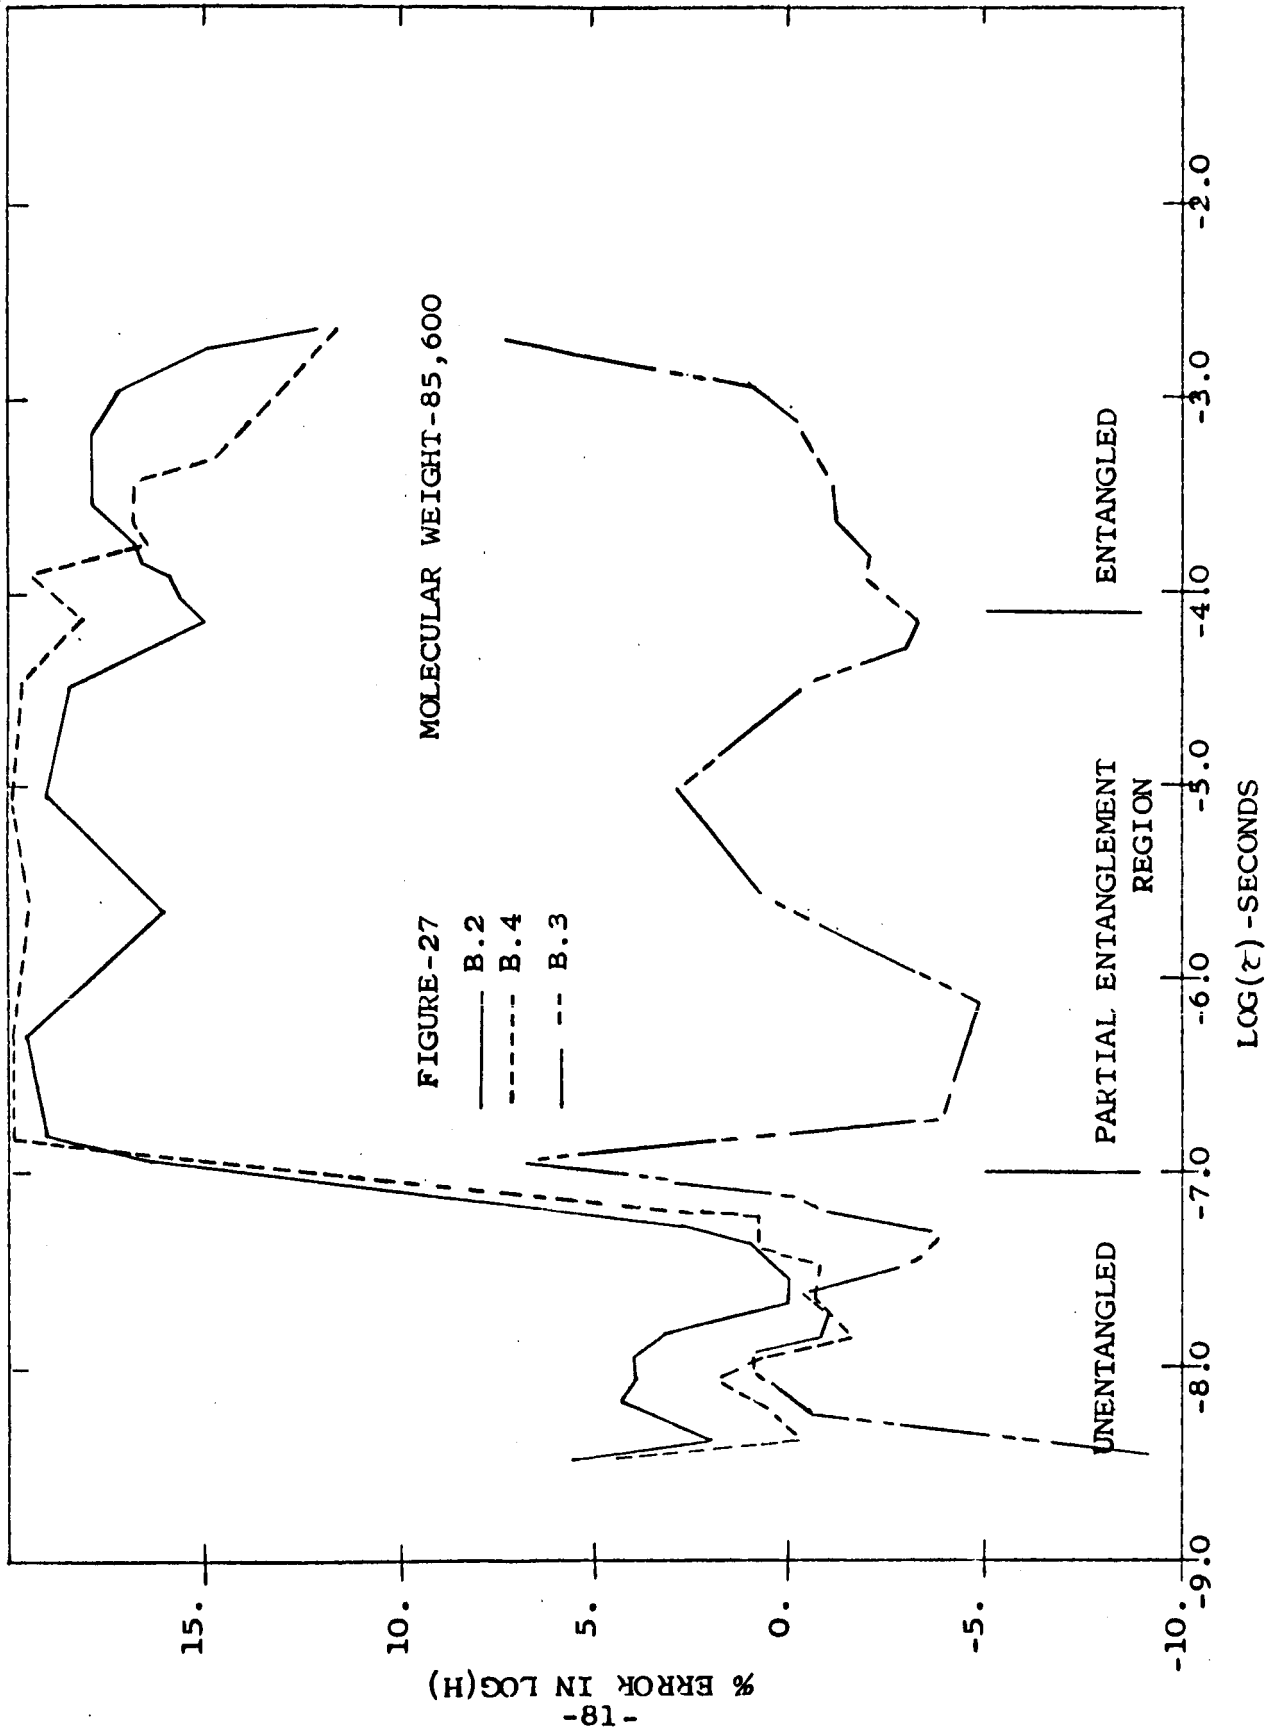 FIGURE-27
B.2
B.4
B.3
MOLECULAR WEIGHT-85,600
% ERROR IN LOG(H)
15.
10.
5.
0.
-5.
-10.
UNENTANGLED
PARTIAL ENTANGLEMENT
REGION
ENTANGLED
-9.0
-8.0
-7.0
-6.0
-5.0
-4.0
-3.0
-2.0
LOG(τ)-SECONDS
-81-